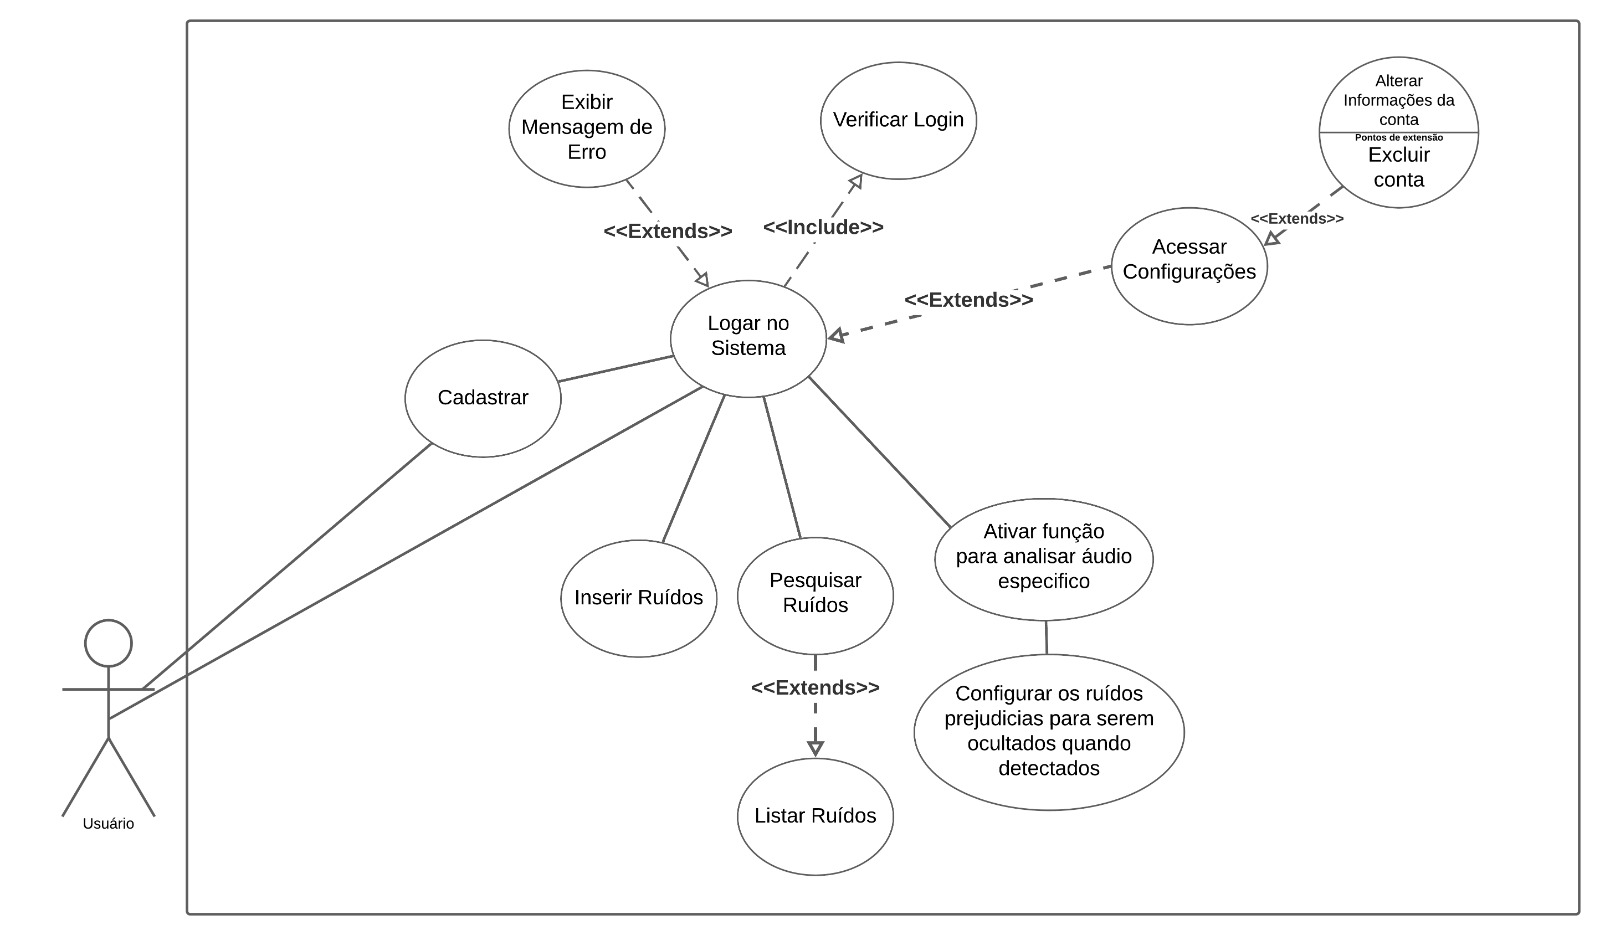 Exibir
Mensagem de
Erro
Verificar Login
Alterar
Informações da
conta
Pontos de extensão
Excluir
conta
<<Extends>>
<<Include>>
<<Extends>>
Acessar
Configurações
<<Extends>>
Logar no
Sistema
Cadastrar
Ativar função
para analisar áudio
especifico
Inserir Ruídos
Pesquisar
Ruídos
<<Extends>>
Configurar os ruídos
prejudicias para serem
ocultados quando
detectados
Listar Ruídos
Usuário